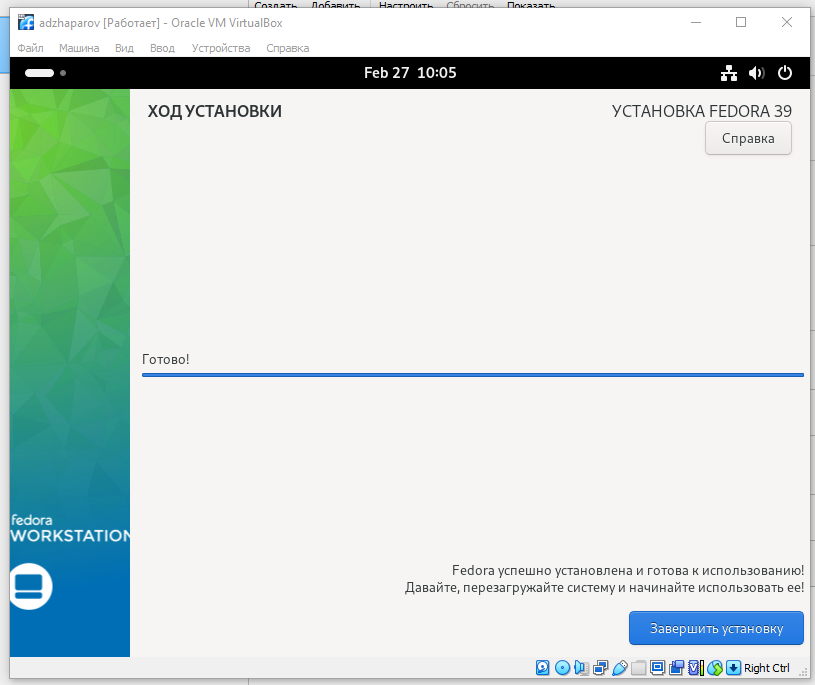 Создать Добавить Настроить Сбросить Показать
adzhaparov [Работает] - Oracle VM VirtualBox
Файл Машина Вид Ввод Устройства Справка
Feb 27 10:05
ХОД УСТАНОВКИ
УСТАНОВКА FEDORA 39
Справка
Готово!
fedora
WORKSTATION
Fedora успешно установлена и готова к использованию!
Давайте, перезагружайте систему и начинайте использовать ее!
Завершить установку
Right Ctrl